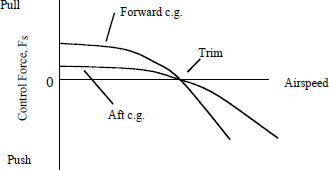 Pull
Forward c.g.
Control Force, Fs
Trim
0
Airspeed
Aft c.g.
Push